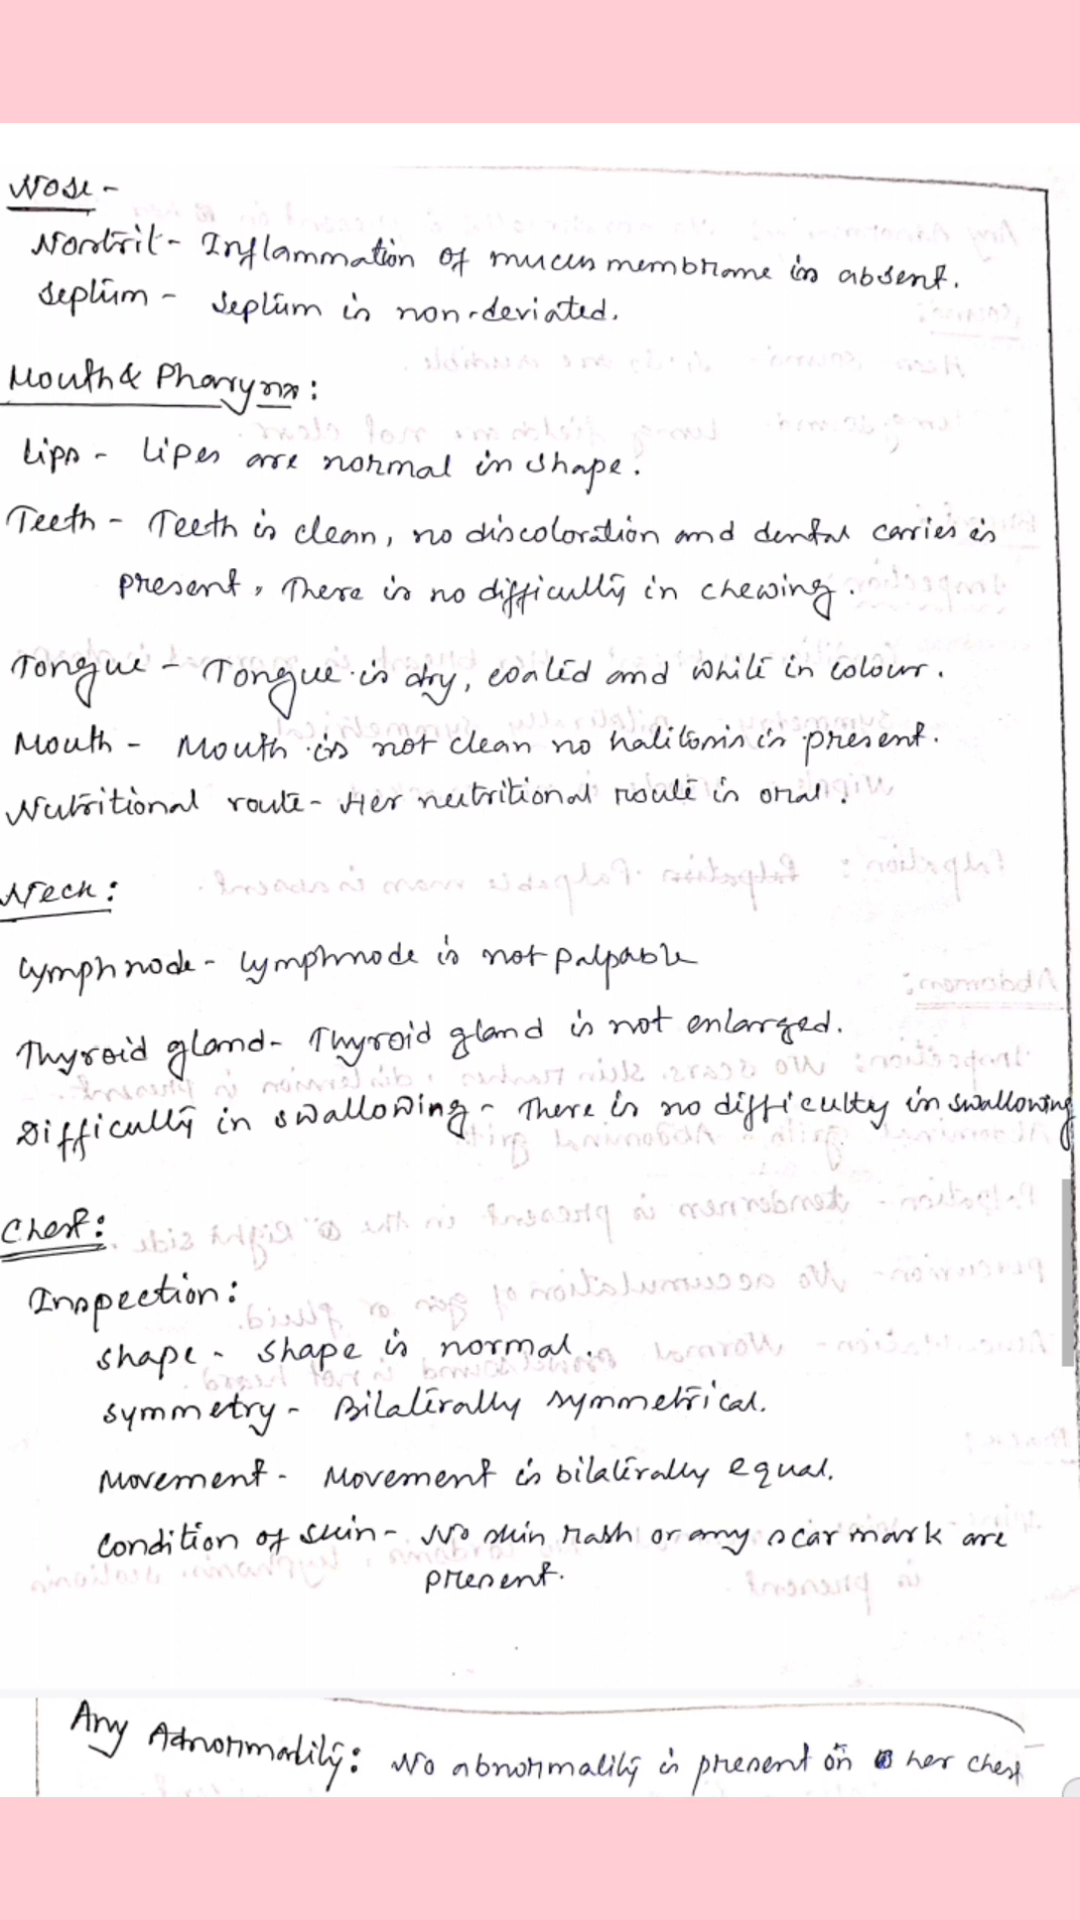 Nose -
Nostril - Inflammation of mucus membrane is absent.
Septum - Septum is non-deviated.
Mouth & Pharynx :
Lips - Lipes are normal in shape.
Teeth - Teeth is clean, no discoloration and dental carries is
present, There is no difficulty in chewing.
Tongue - Tongue is dry, coated and white in colour.
Mouth - Mouth is not clean no halitosis is present.
Nutritional route - Her nutritional route is oral.
Neck :
Lymphnode - Lymphnode is not palpable
Thyroid gland - Thyroid gland is not enlarged.
Difficulty in swallowing - There is no difficulty in swallowing
Chest :
Inspection :
Shape - Shape is normal.
Symmetry - Bilaterally symmetrical.
Movement - Movement is bilaterally equal.
Condition of skin - No skin rash or any scar mark are
present.
Any Adnormality : No abnormality is present on her chest